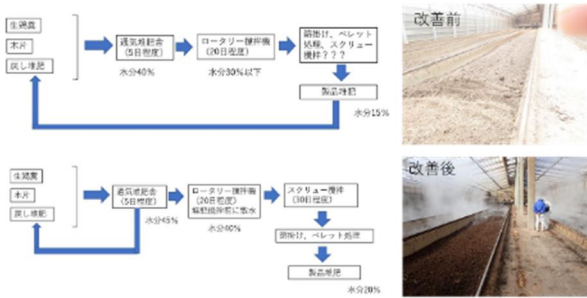 生鶏糞
木片
戻し堆肥
通気堆肥舎
(5日程度)
水分40%
ロータリー攪拌機
(20日程度)
水分30%以下
篩掛け、ペレット
処理、スクリュー
攪拌???
製品堆肥
水分15%
改善前
生鶏糞
木片
戻し堆肥
通気堆肥舎
(5日程度)
水分45%
ロータリー攪拌機
(20日程度)
水分40%
スクリュー攪拌
(30日程度)
篩掛け、ペレット処理
製品堆肥
水分20%
改善後